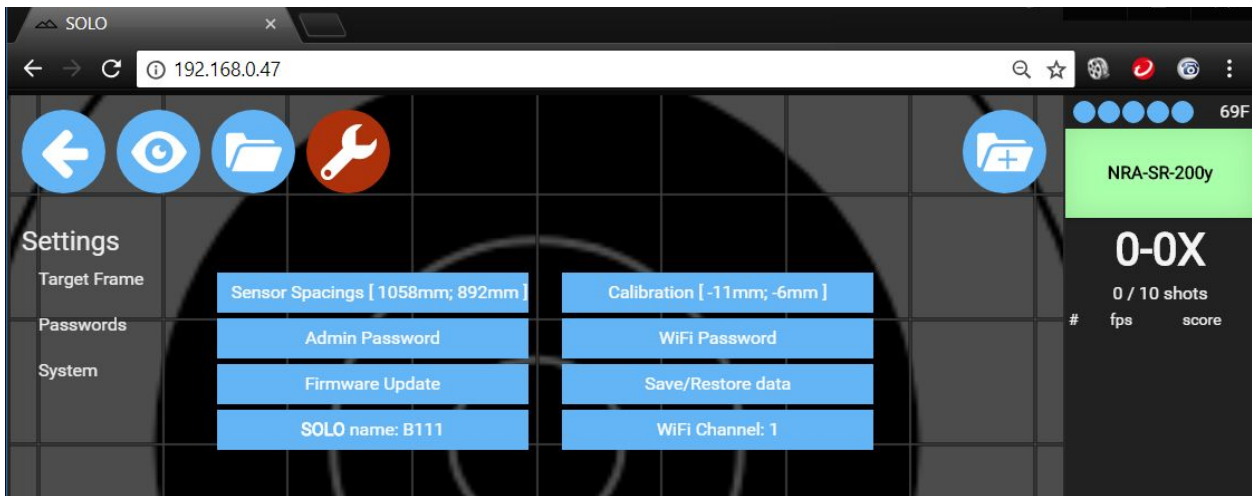 SOLO
192.168.0.47
69F
NRA-SR-200y
Settings
0-0X
Target Frame
Sensor Spacings [ 1058mm; 892mm ]
Calibration [ -11mm; -6mm ]
0 / 10 shots
Passwords
Admin Password
WiFi Password
# fps score
System
Firmware Update
Save/Restore data
SOLO name: B111
WiFi Channel: 1